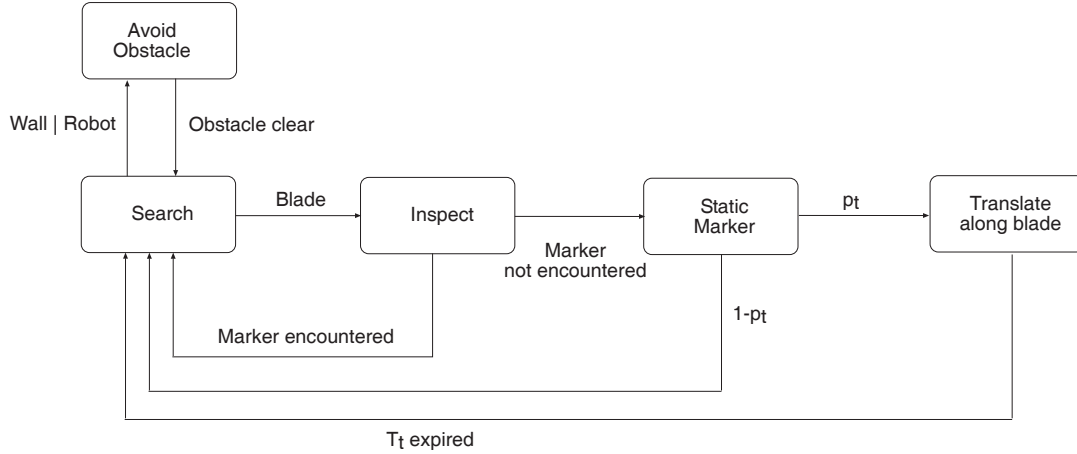 Avoid
Obstacle
Wall | Robot
Obstacle clear
Search
Blade
Inspect
Marker
not encountered
Static
Marker
pt
Translate
along blade
Marker encountered
1-pt
Tt expired